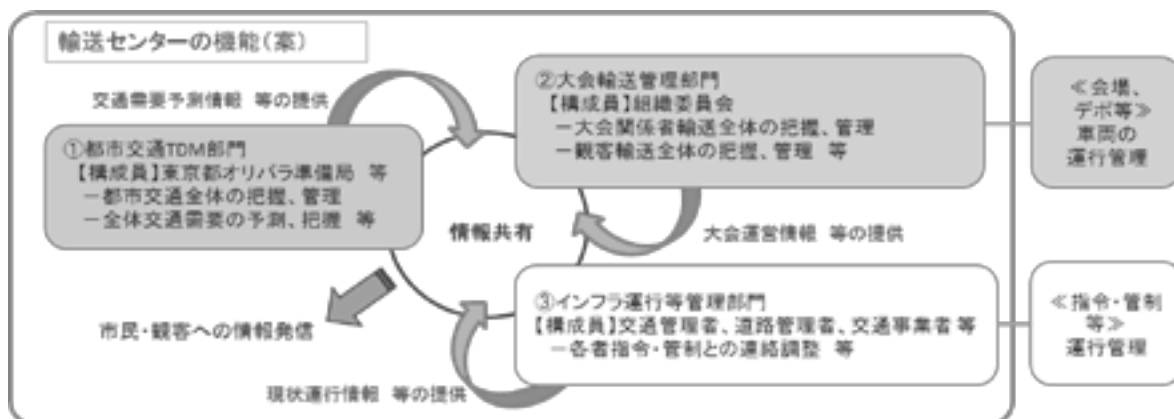 輸送センターの機能(案)
交通需要予測情報 等の提供
①都市交通TDM部門
【構成員】東京都オリパラ準備局 等
－都市交通全体の把握、管理
－全体交通需要の予測、把握 等
②大会輸送管理部門
【構成員】組織委員会
－大会関係者輸送全体の把握、管理
－観客輸送全体の把握、管理 等
≪会場、
デポ等≫
車両の
運行管理
情報共有
大会運営情報 等の提供
③インフラ運行等管理部門
【構成員】交通管理者、道路管理者、交通事業者 等
－各者指令・管制との連絡調整 等
≪指令・管制
等≫
運行管理
市民・観客への情報発信
現状運行情報 等の提供